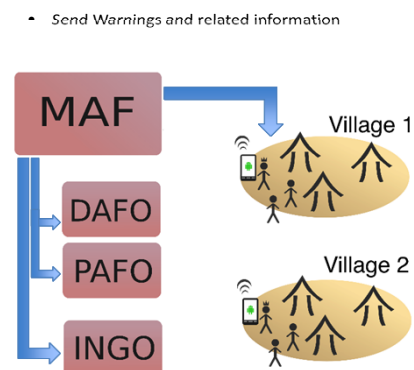 • Send Warnings and related information
MAF
Village 1
DAFO
PAFO
Village 2
INGO